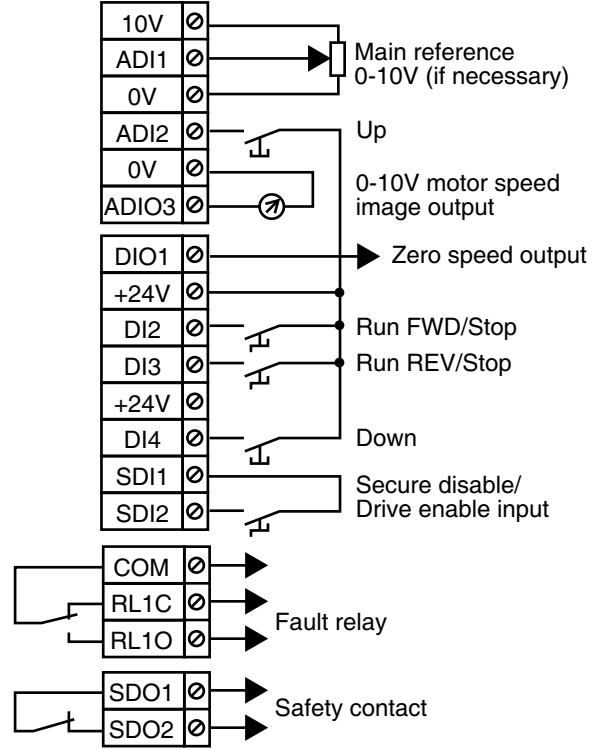 10V
ADI1
Main reference
0-10V (if necessary)
0V
ADI2
Up
0V
0-10V motor speed
image output
ADIO3
DIO1
Zero speed output
+24V
DI2
Run FWD/Stop
DI3
Run REV/Stop
+24V
DI4
Down
SDI1
Secure disable/
Drive enable input
SDI2
COM
RL1C
Fault relay
RL1O
SDO1
Safety contact
SDO2